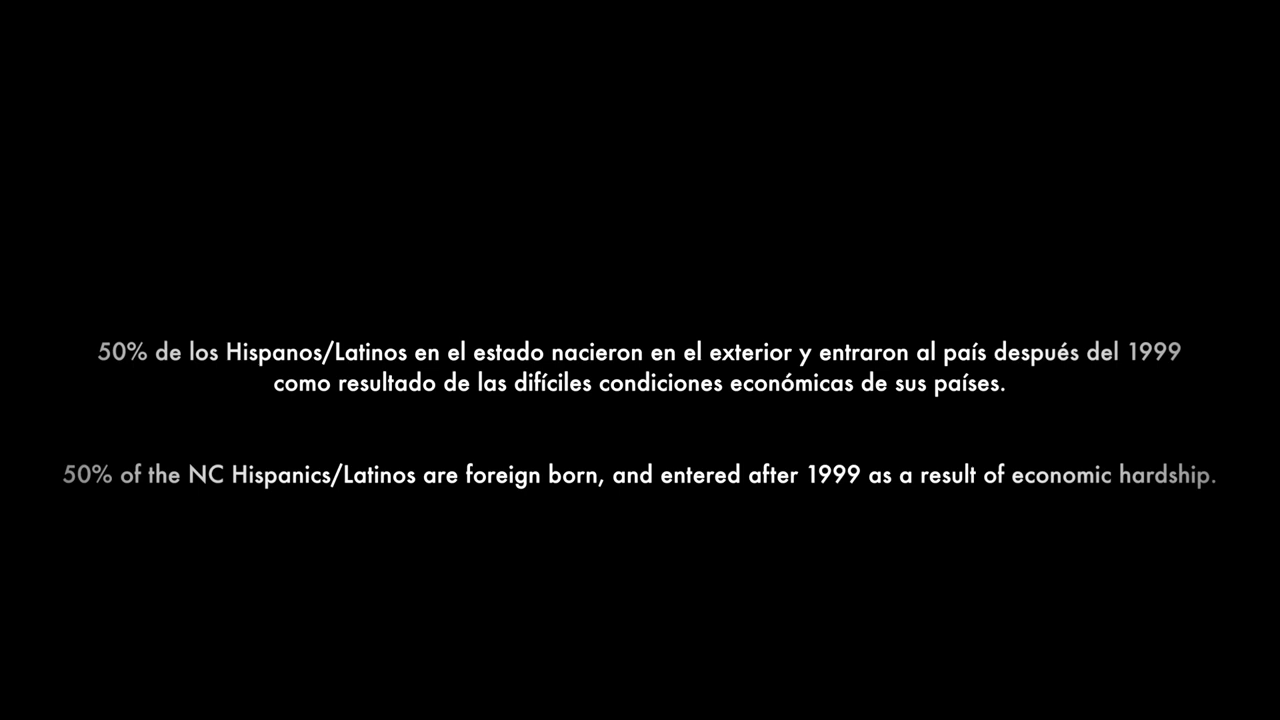 50% de los Hispanos/Latinos en el estado nacieron en el exterior y entraron al país después del 1999
como resultado de las difíciles condiciones económicas de sus países.
50% of the NC Hispanics/Latinos are foreign born, and entered after 1999 as a result of economic hardship.